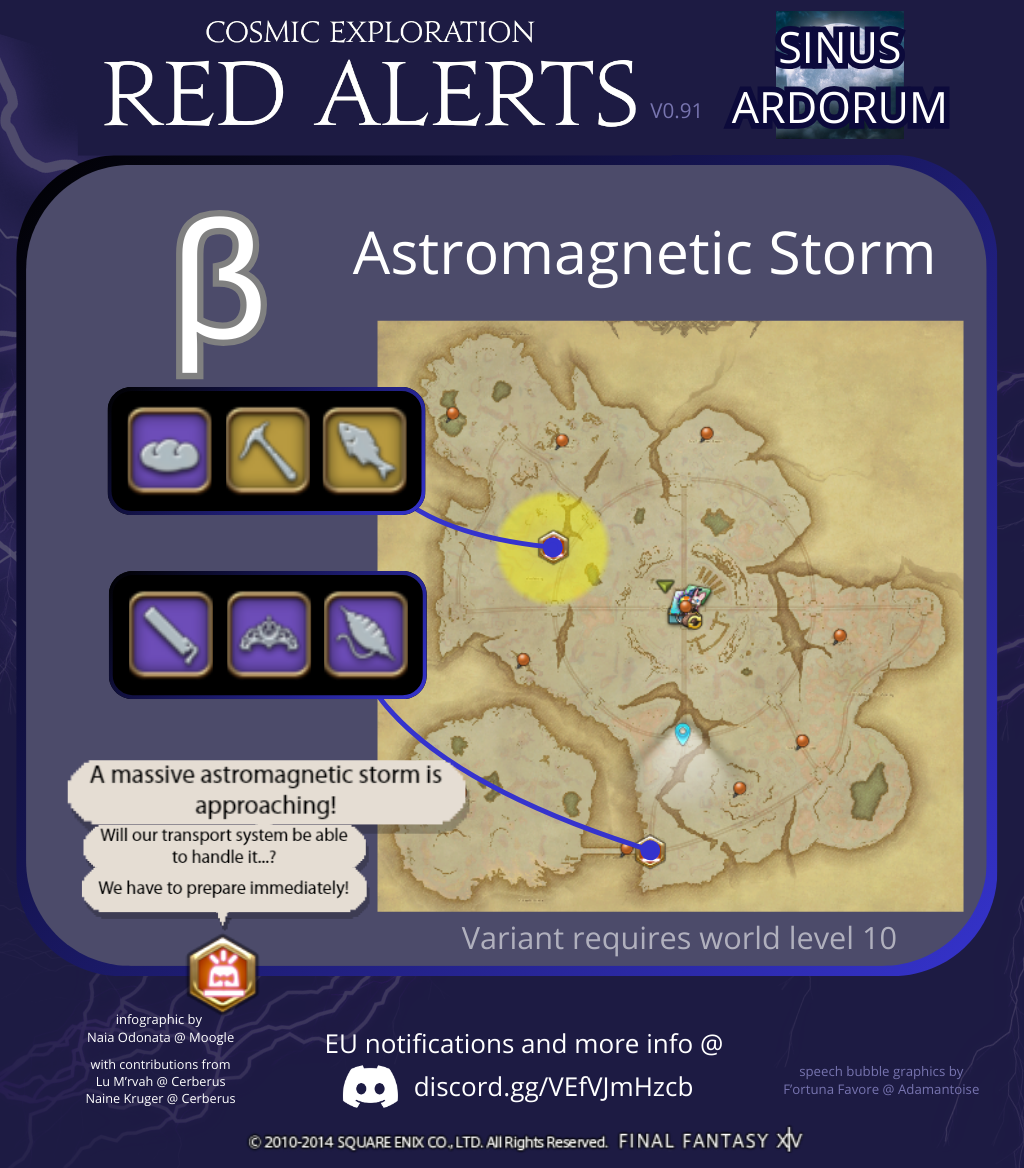 COSMIC EXPLORATION
RED ALERTS V0.91
SINUS
ARDORUM
β
Astromagnetic Storm
A massive astromagnetic storm is
approaching!
Will our transport system be able
to handle it...?
We have to prepare immediately!
Variant requires world level 10
infographic by
Naia Odonata @ Moogle
with contributions from
Lu M'rvah @ Cerberus
Naine Kruger @ Cerberus
EU notifications and more info @
discord.gg/VEfVJmHzcb
speech bubble graphics by
F'ortuna Favore @ Adamantoise
© 2010-2014 SQUARE ENIX CO., LTD. All Rights Reserved. FINAL FANTASY XIV